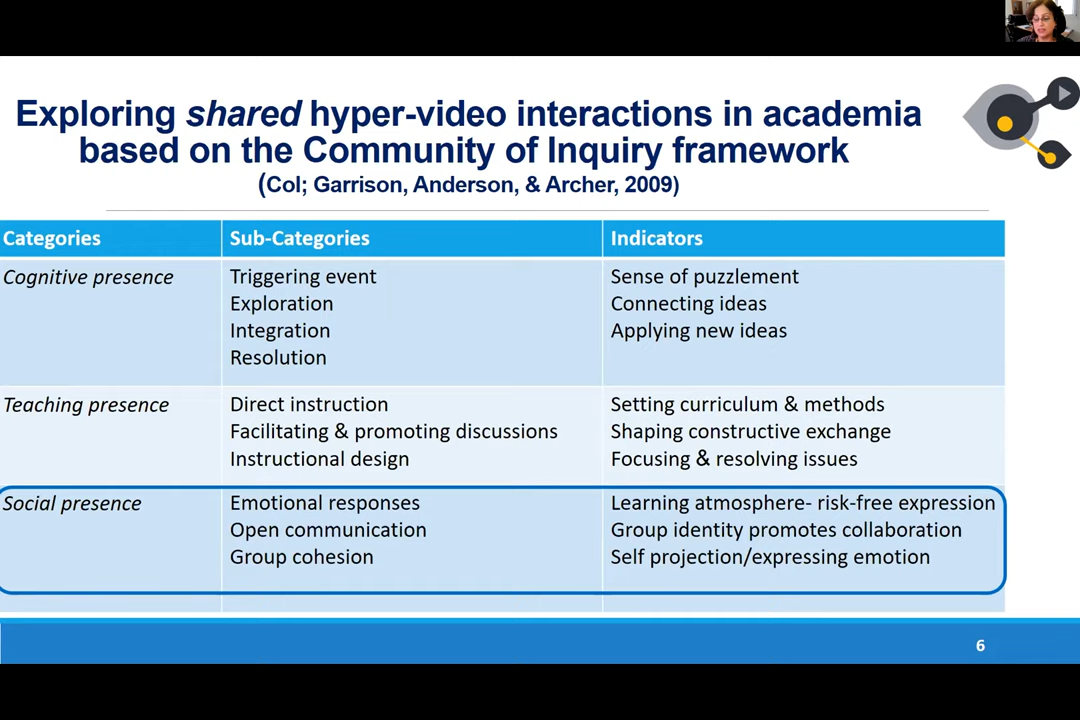 Exploring shared hyper-video interactions in academia
based on the Community of Inquiry framework
(Col; Garrison, Anderson, & Archer, 2009)
Categories Sub-Categories Indicators
Cognitive presence Triggering event Sense of puzzlement
Exploration Connecting ideas
Integration Applying new ideas
Resolution
Teaching presence Direct instruction Setting curriculum & methods
Facilitating & promoting discussions Shaping constructive exchange
Instructional design Focusing & resolving issues
Social presence Emotional responses Learning atmosphere- risk-free expression
Open communication Group identity promotes collaboration
Group cohesion Self projection/expressing emotion
6